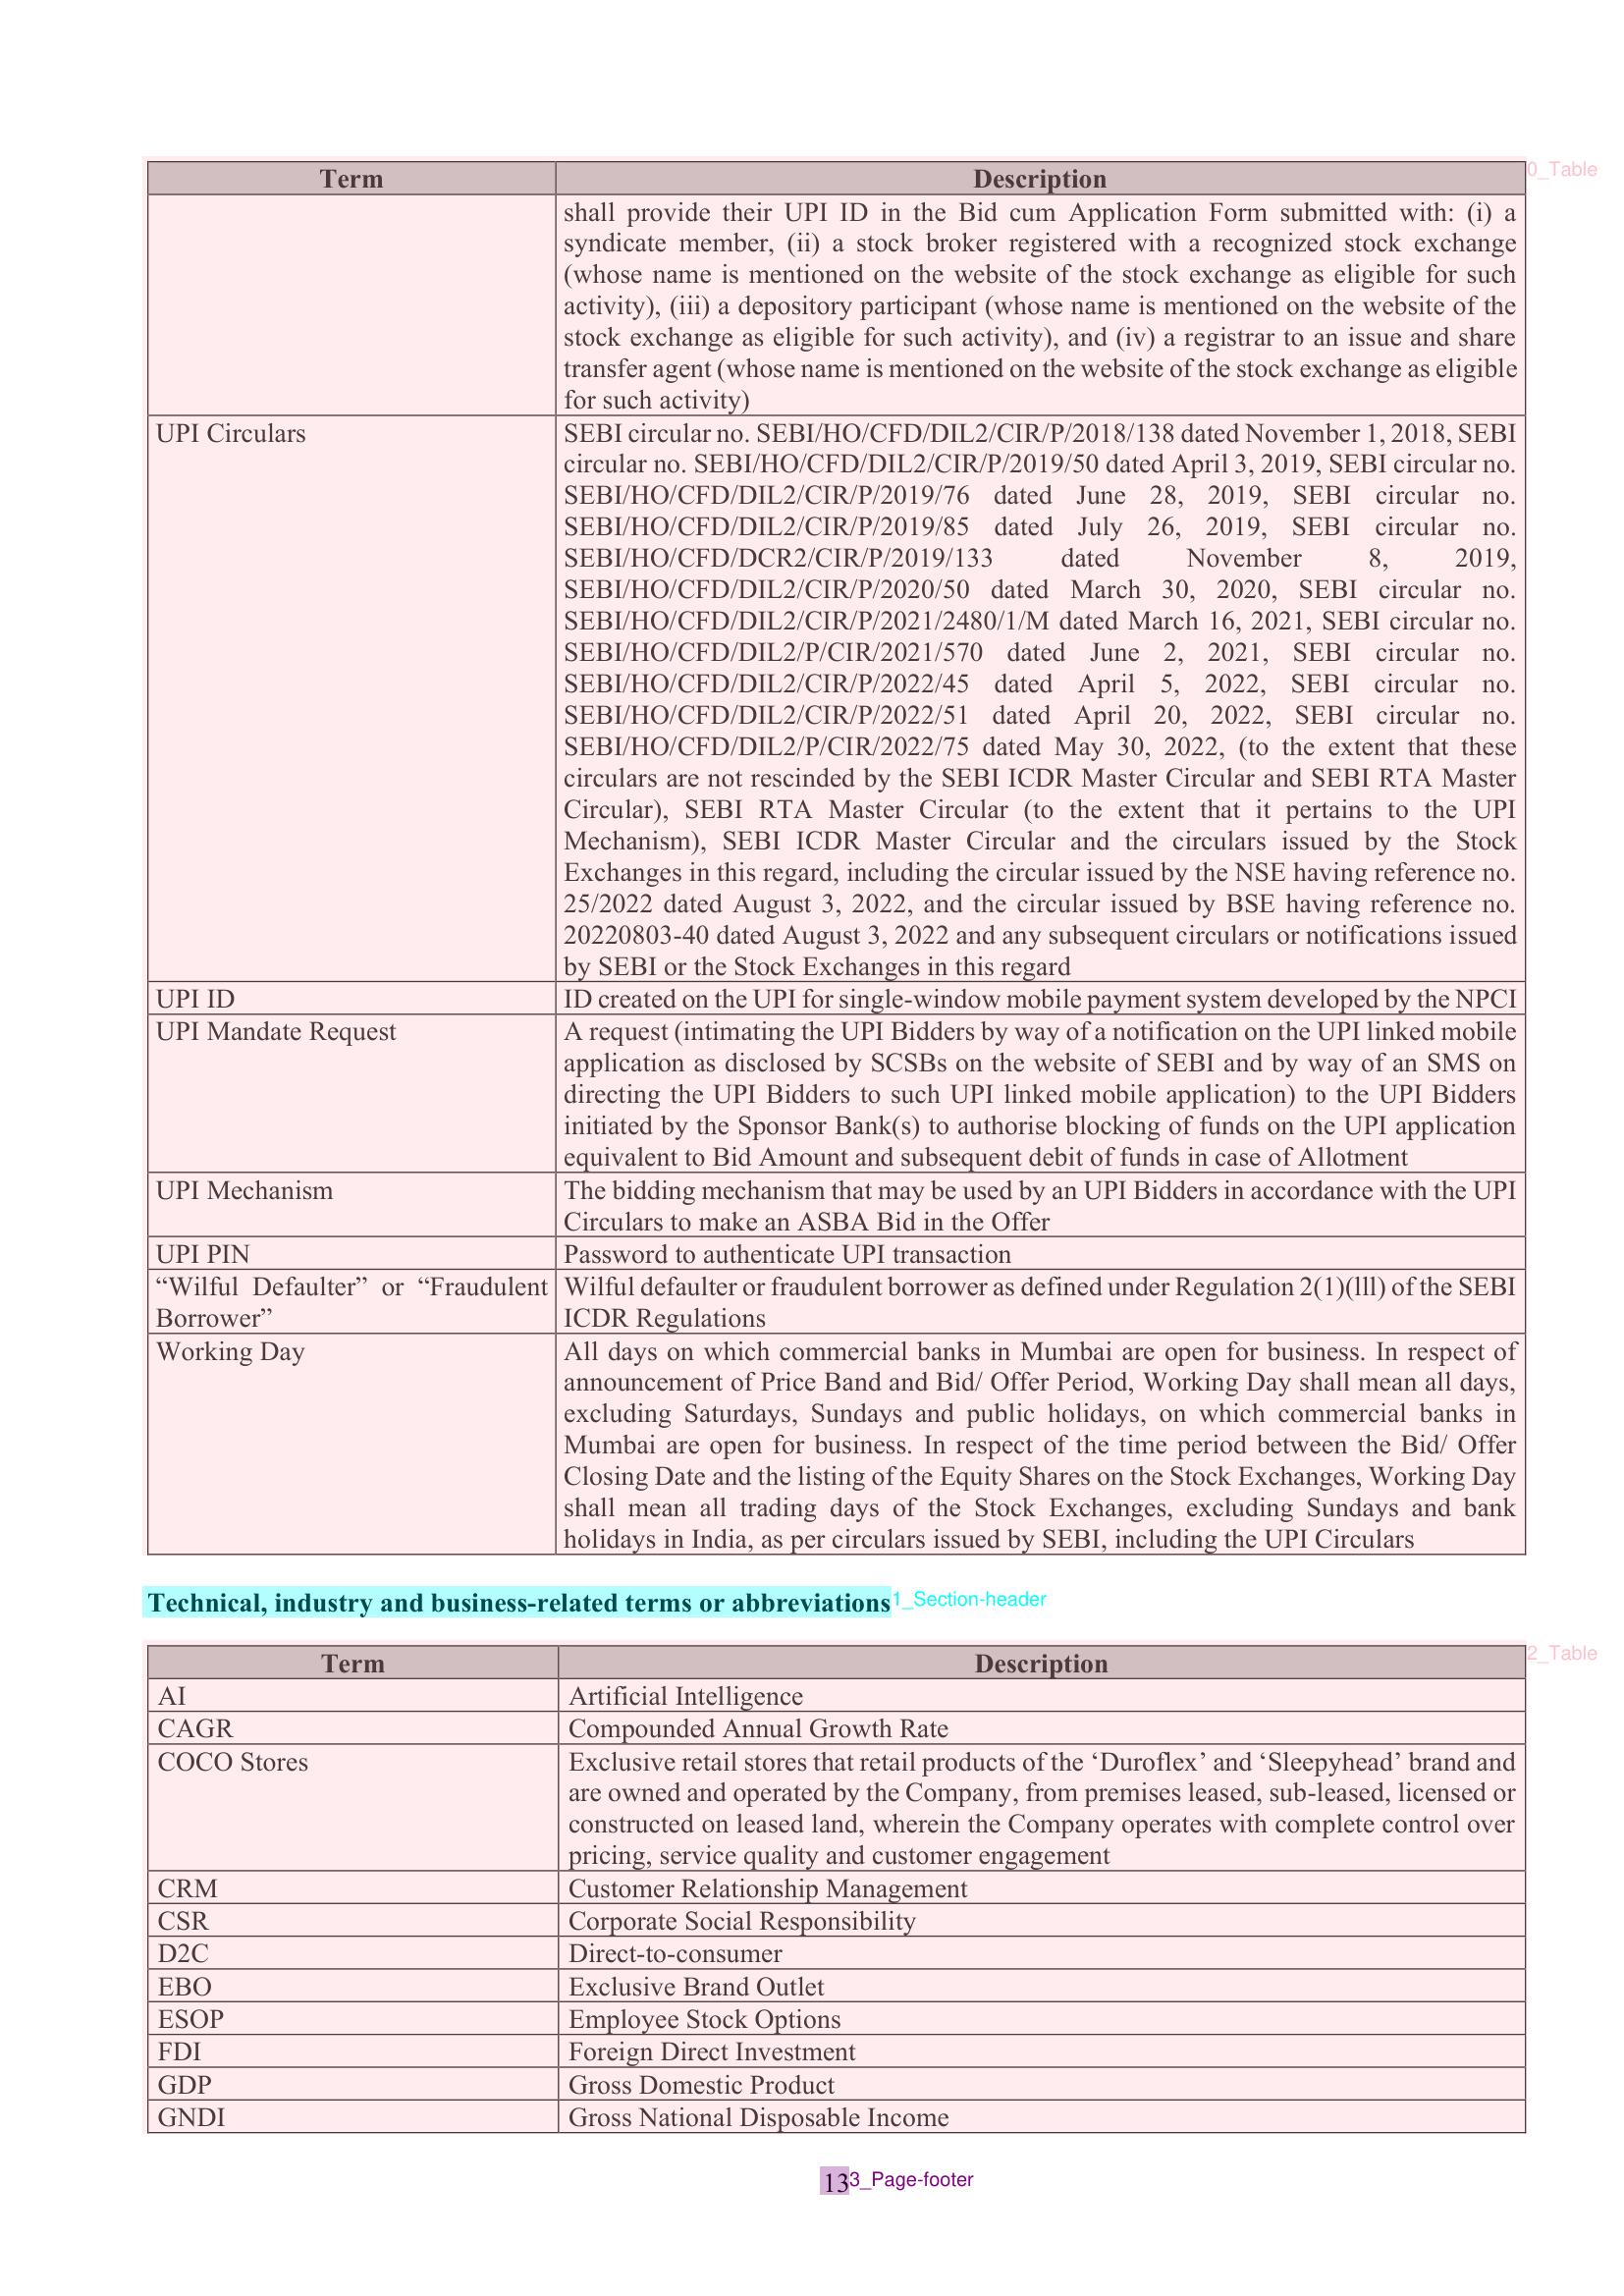 Term Description
0_Table
shall provide their UPI ID in the Bid cum Application Form submitted with: (i) a
syndicate member, (ii) a stock broker registered with a recognized stock exchange
(whose name is mentioned on the website of the stock exchange as eligible for such
activity), (iii) a depository participant (whose name is mentioned on the website of the
stock exchange as eligible for such activity), and (iv) a registrar to an issue and share
transfer agent (whose name is mentioned on the website of the stock exchange as eligible
for such activity)
UPI Circulars SEBI circular no. SEBI/HO/CFD/DIL2/CIR/P/2018/138 dated November 1, 2018, SEBI
circular no. SEBI/HO/CFD/DIL2/CIR/P/2019/50 dated April 3, 2019, SEBI circular no.
SEBI/HO/CFD/DIL2/CIR/P/2019/76 dated June 28, 2019, SEBI circular no.
SEBI/HO/CFD/DIL2/CIR/P/2019/85 dated July 26, 2019, SEBI circular no.
SEBI/HO/CFD/DCR2/CIR/P/2019/133 dated November 8, 2019,
SEBI/HO/CFD/DIL2/CIR/P/2020/50 dated March 30, 2020, SEBI circular no.
SEBI/HO/CFD/DIL2/CIR/P/2021/2480/1/M dated March 16, 2021, SEBI circular no.
SEBI/HO/CFD/DIL2/P/CIR/2021/570 dated June 2, 2021, SEBI circular no.
SEBI/HO/CFD/DIL2/CIR/P/2022/45 dated April 5, 2022, SEBI circular no.
SEBI/HO/CFD/DIL2/CIR/P/2022/51 dated April 20, 2022, SEBI circular no.
SEBI/HO/CFD/DIL2/P/CIR/2022/75 dated May 30, 2022, (to the extent that these
circulars are not rescinded by the SEBI ICDR Master Circular and SEBI RTA Master
Circular), SEBI RTA Master Circular (to the extent that it pertains to the UPI
Mechanism), SEBI ICDR Master Circular and the circulars issued by the Stock
Exchanges in this regard, including the circular issued by the NSE having reference no.
25/2022 dated August 3, 2022, and the circular issued by BSE having reference no.
20220803-40 dated August 3, 2022 and any subsequent circulars or notifications issued
by SEBI or the Stock Exchanges in this regard
UPI ID ID created on the UPI for single-window mobile payment system developed by the NPCI
UPI Mandate Request A request (intimating the UPI Bidders by way of a notification on the UPI linked mobile
application as disclosed by SCSBs on the website of SEBI and by way of an SMS on
directing the UPI Bidders to such UPI linked mobile application) to the UPI Bidders
initiated by the Sponsor Bank(s) to authorise blocking of funds on the UPI application
equivalent to Bid Amount and subsequent debit of funds in case of Allotment
UPI Mechanism The bidding mechanism that may be used by an UPI Bidders in accordance with the UPI
Circulars to make an ASBA Bid in the Offer
UPI PIN Password to authenticate UPI transaction
“Wilful Defaulter” or “Fraudulent Wilful defaulter or fraudulent borrower as defined under Regulation 2(1)(lll) of the SEBI
Borrower” ICDR Regulations
Working Day All days on which commercial banks in Mumbai are open for business. In respect of
announcement of Price Band and Bid/ Offer Period, Working Day shall mean all days,
excluding Saturdays, Sundays and public holidays, on which commercial banks in
Mumbai are open for business. In respect of the time period between the Bid/ Offer
Closing Date and the listing of the Equity Shares on the Stock Exchanges, Working Day
shall mean all trading days of the Stock Exchanges, excluding Sundays and bank
holidays in India, as per circulars issued by SEBI, including the UPI Circulars
Technical, industry and business-related terms or abbreviations 1_Section-header
Term Description
2_Table
AI Artificial Intelligence
CAGR Compounded Annual Growth Rate
COCO Stores Exclusive retail stores that retail products of the ‘Duroflex’ and ‘Sleepyhead’ brand and
are owned and operated by the Company, from premises leased, sub-leased, licensed or
constructed on leased land, wherein the Company operates with complete control over
pricing, service quality and customer engagement
CRM Customer Relationship Management
CSR Corporate Social Responsibility
D2C Direct-to-consumer
EBO Exclusive Brand Outlet
ESOP Employee Stock Options
FDI Foreign Direct Investment
GDP Gross Domestic Product
GNDI Gross National Disposable Income
13 3_Page-footer